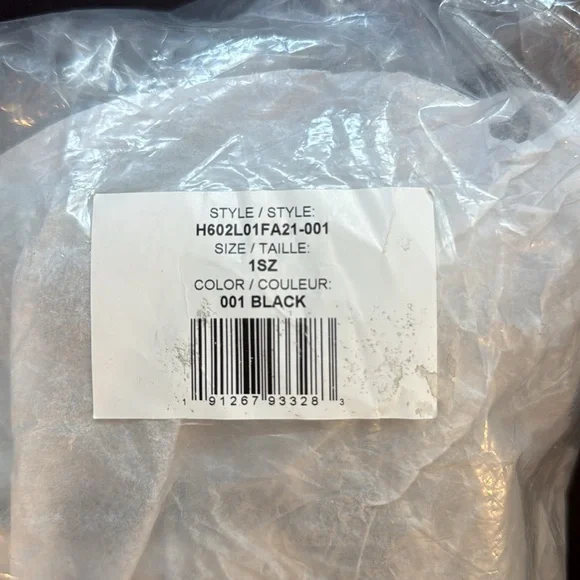 STYLE / STYLE:
H602L01FA21-001
SIZE / TAILLE:
1SZ
COLOR / COULEUR:
001 BLACK
1 91267 93328 3